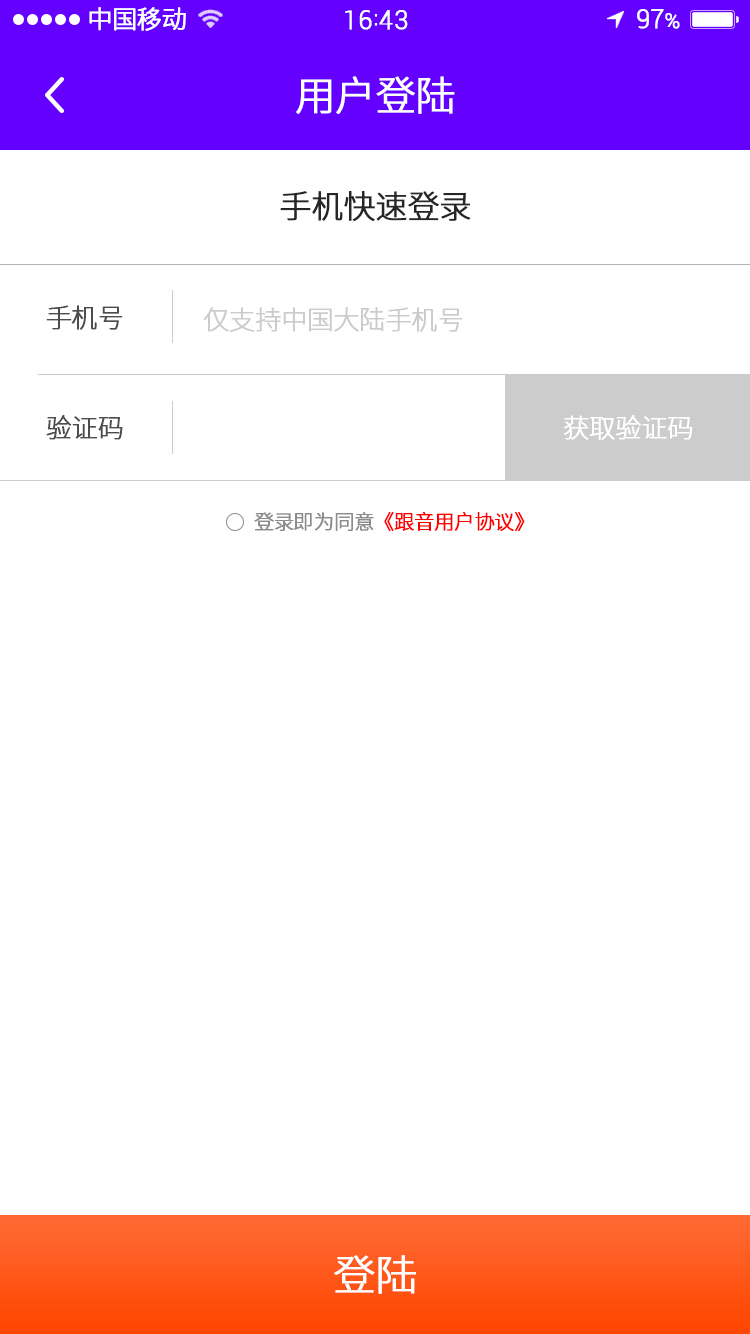 中国移动 16:43 97%
用户登陆
手机快速登录
手机号 仅支持中国大陆手机号
验证码 获取验证码
登录即为同意《跟音用户协议》
登陆